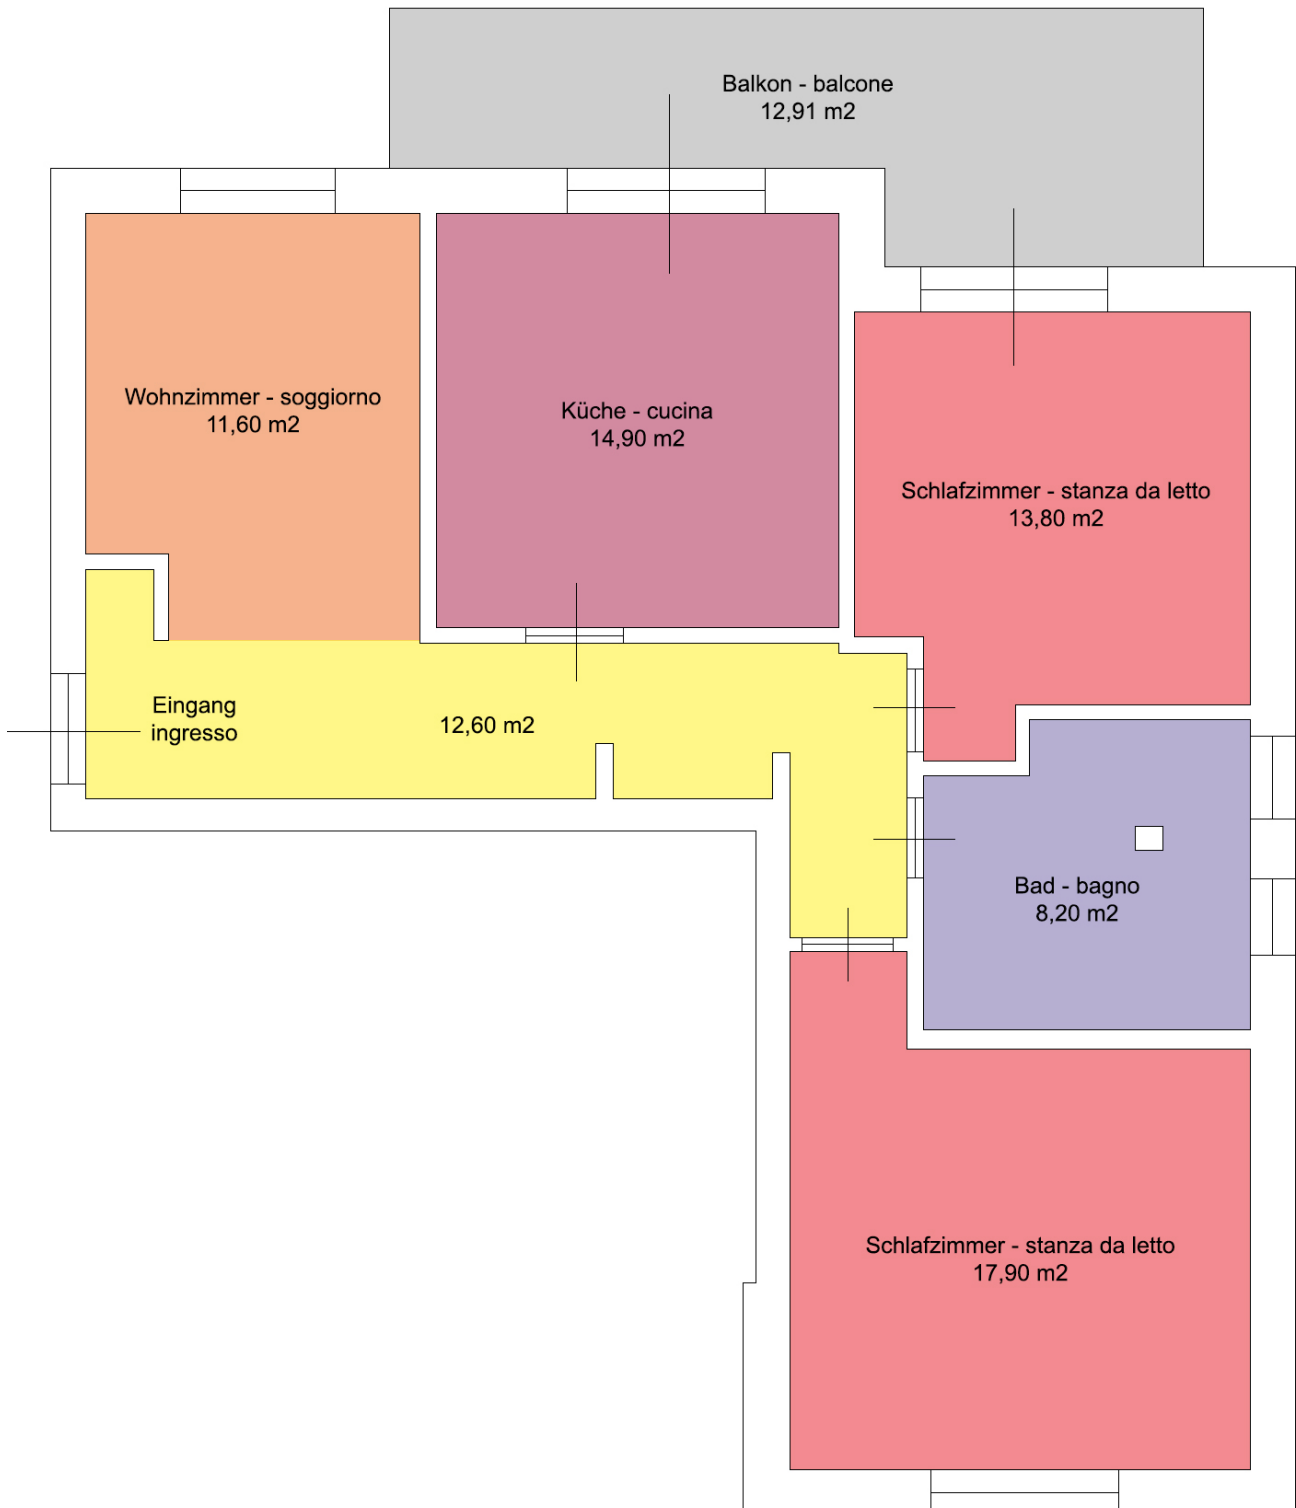 Balkon - balcone
12,91 m2
Wohnzimmer - soggiorno
11,60 m2
Küche - cucina
14,90 m2
Schlafzimmer - stanza da letto
13,80 m2
Eingang
ingresso
12,60 m2
Bad - bagno
8,20 m2
Schlafzimmer - stanza da letto
17,90 m2